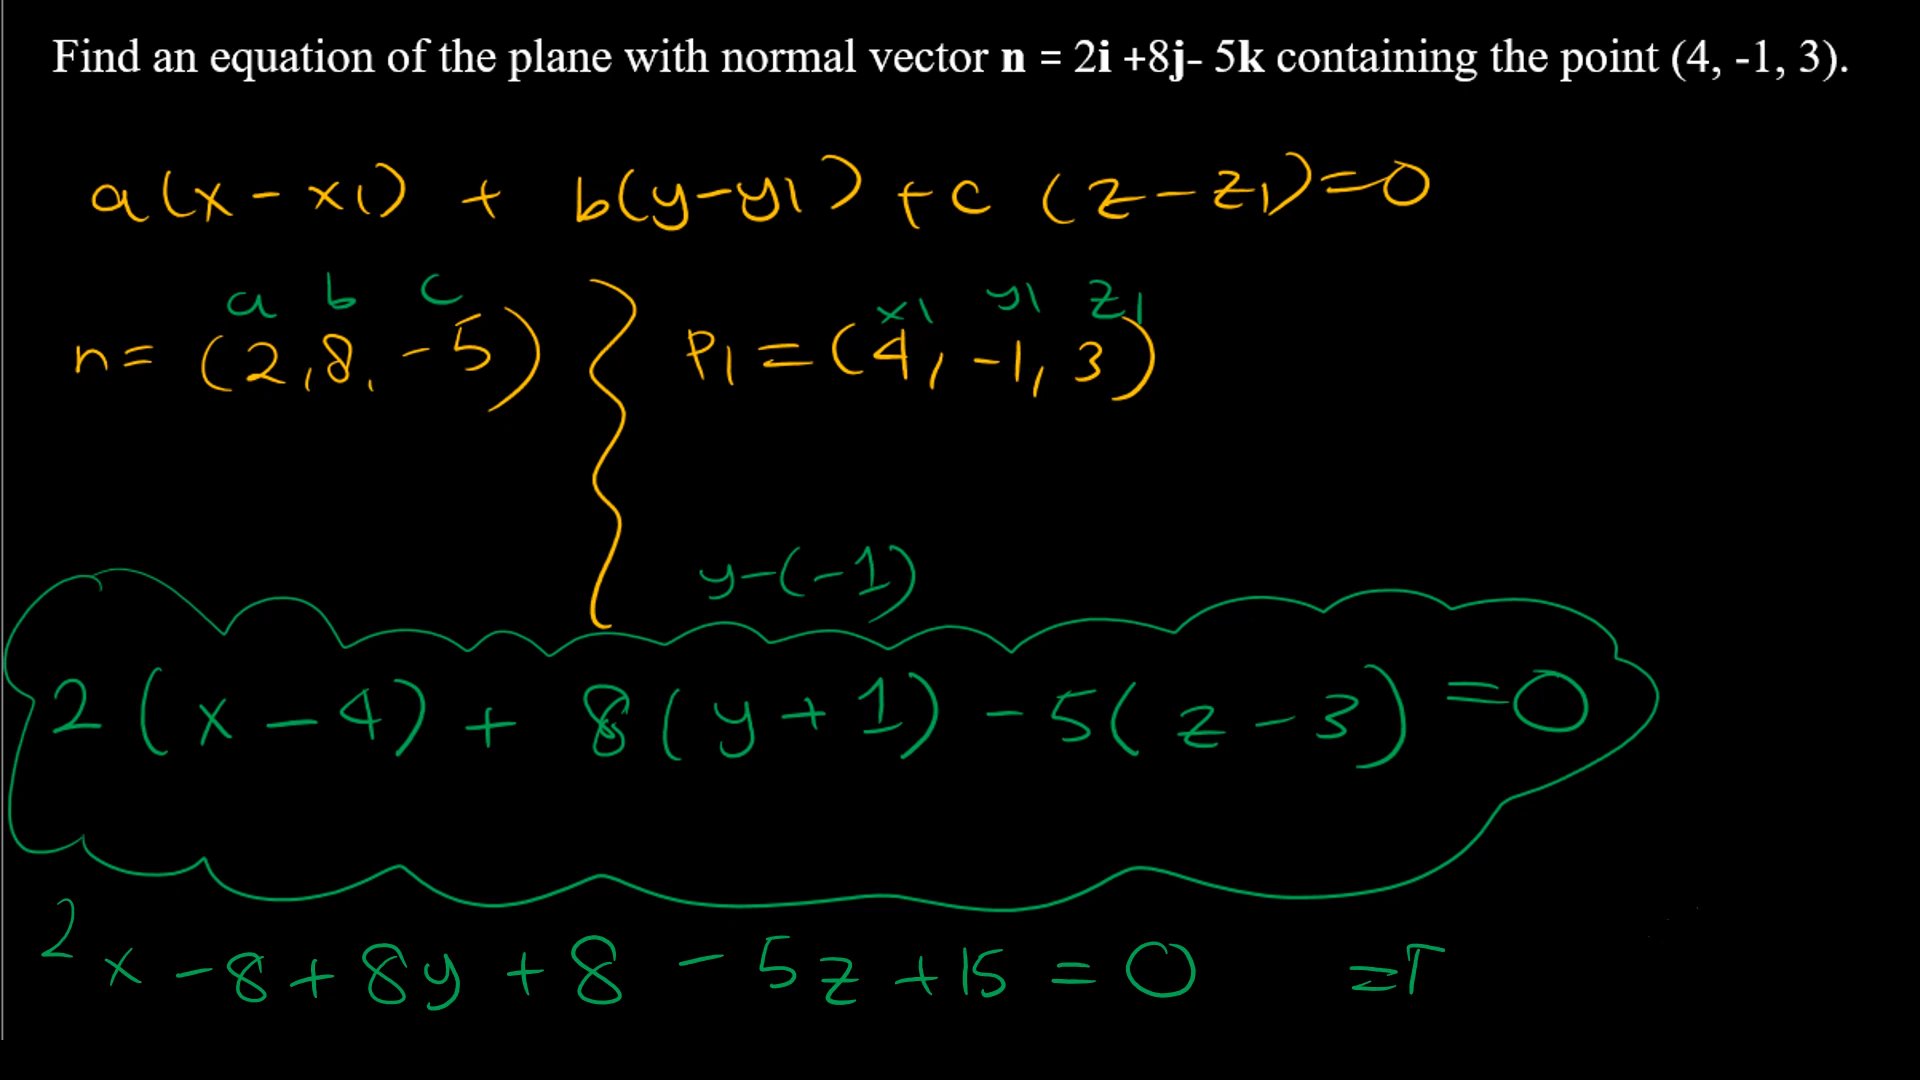 Find an equation of the plane with normal vector n = 2i +8j- 5k containing the point (4, -1, 3).
a(x - x1) + b(y-y1) + c (z - z1)=0
a b c
n= (2,8,-5)
x1 y1 z1
P1 = (4, -1, 3)
y-(-1)
2(x - 4) + 8(y+1) - 5(z - 3) =0
2x - 8 + 8y + 8 - 5z + 15 = 0